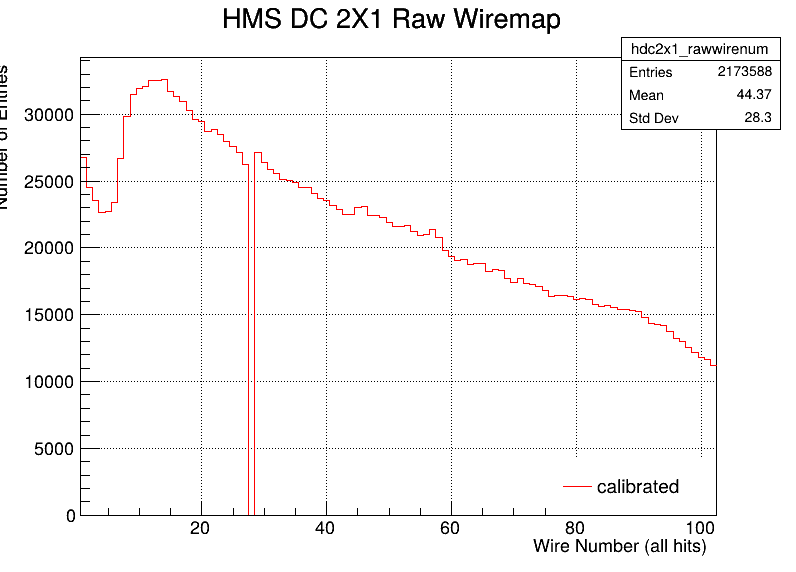 HMS DC 2X1 Raw Wiremap
hdc2x1_rawwirenum
Entries 2173588
Mean 44.37
Std Dev 28.3
Number of Entries
30000
25000
20000
15000
10000
5000
0
calibrated
20 40 60 80 100
Wire Number (all hits)